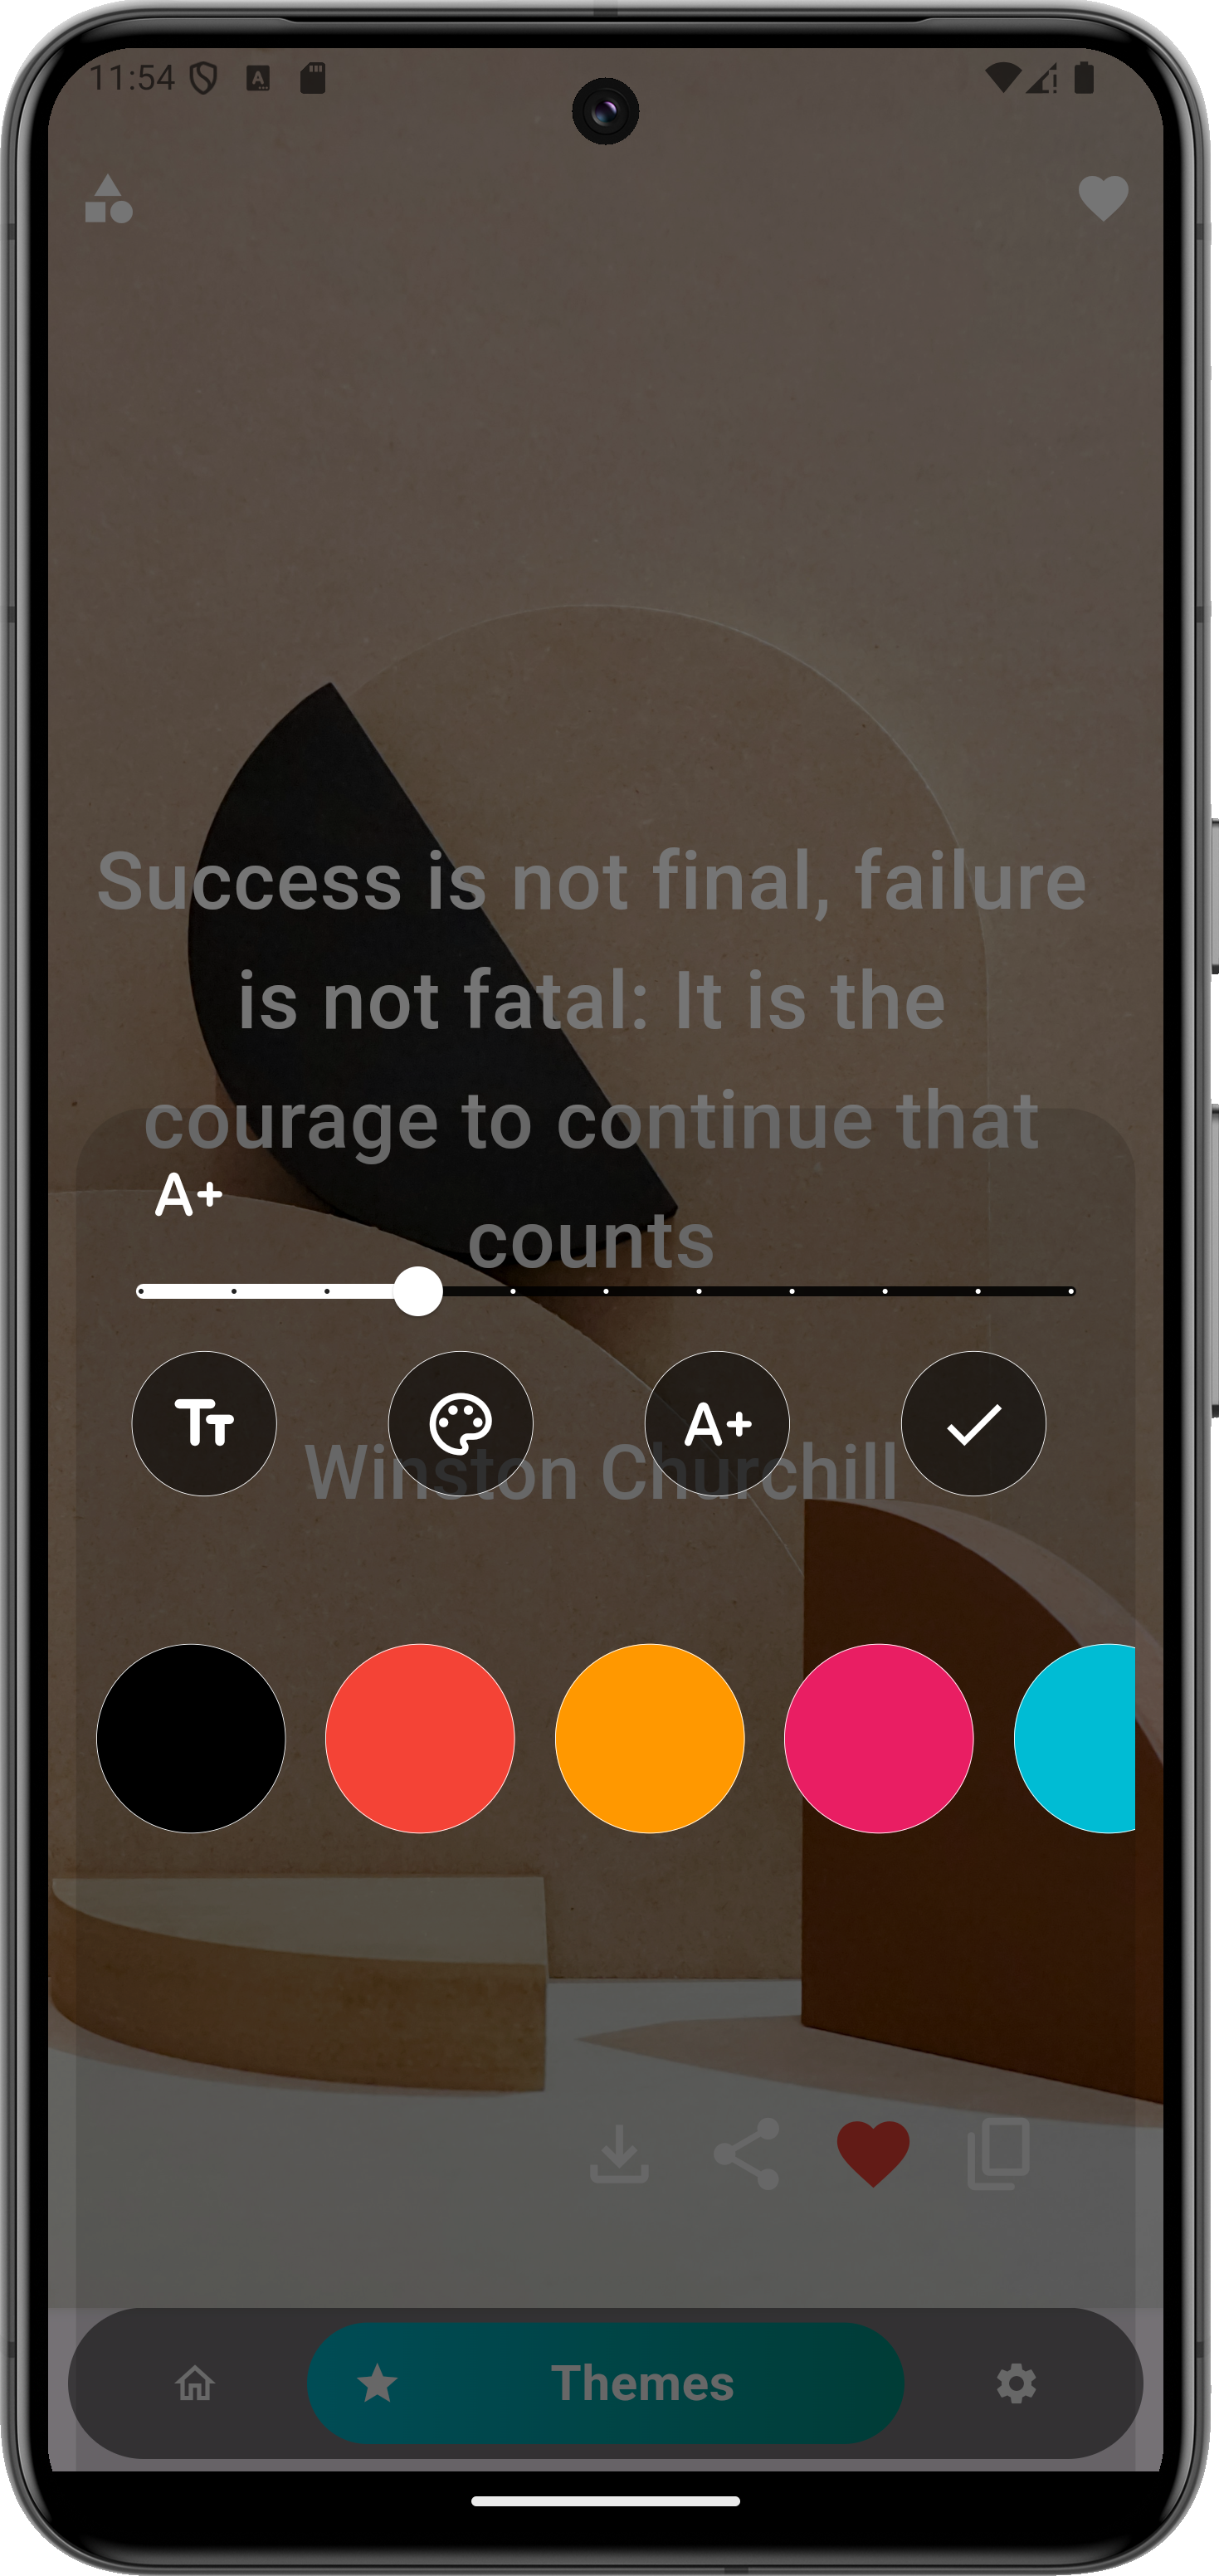 11:54
Success is not final, failure
is not fatal: It is the
courage to continue that
counts
A+
Tт
A+
Winston Churchill
Themes